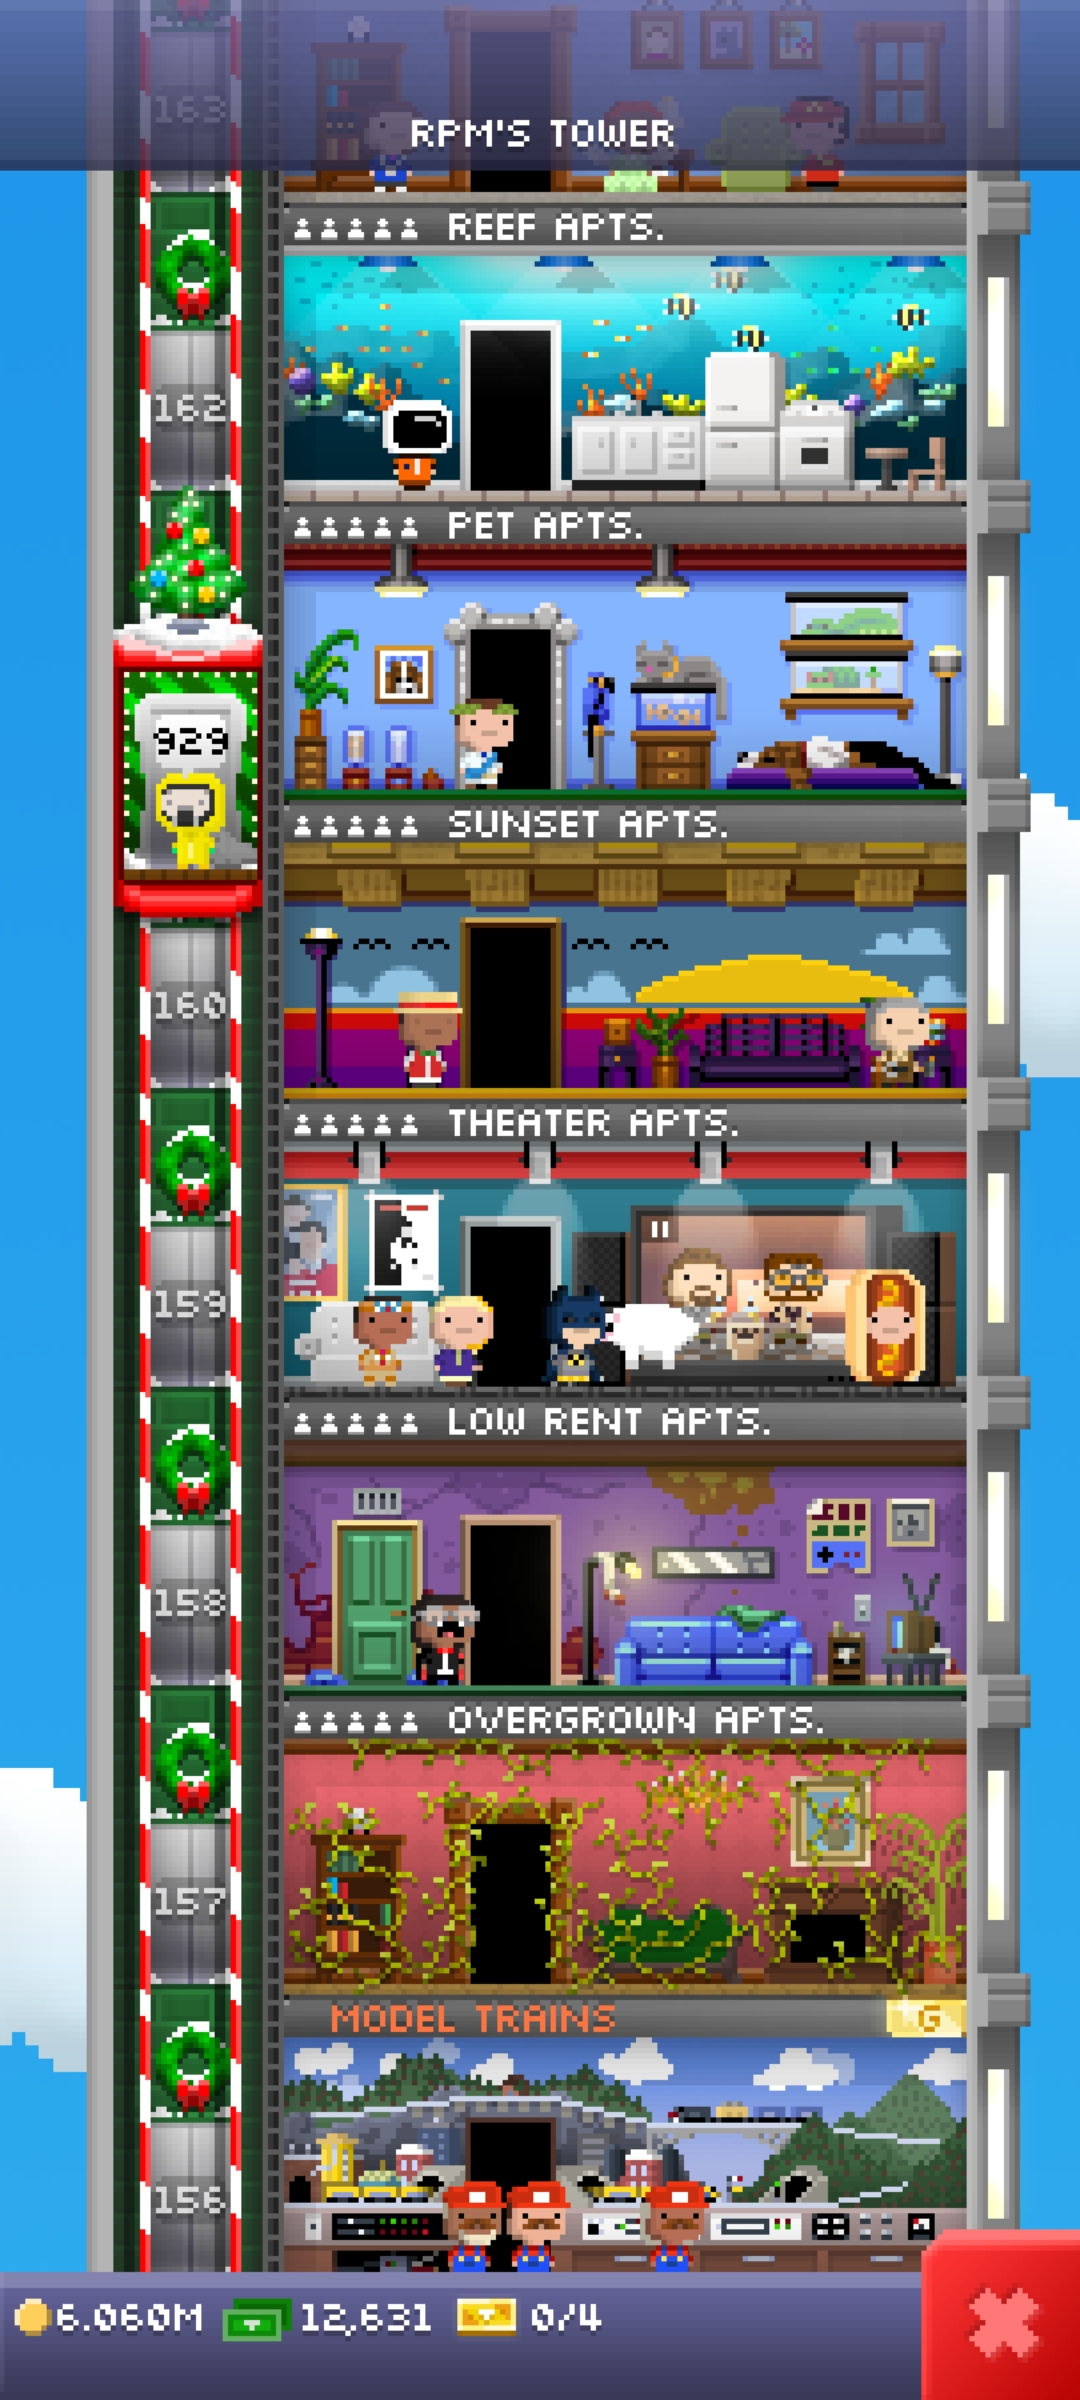 163
RPM'S TOWER
REEF APTS.
162
PET APTS.
929
SUNSET APTS.
160
THEATER APTS.
159
LOW RENT APTS.
158
OVERGROWN APTS.
157
MODEL TRAINS
G
156
6.060M
12,631
0/4